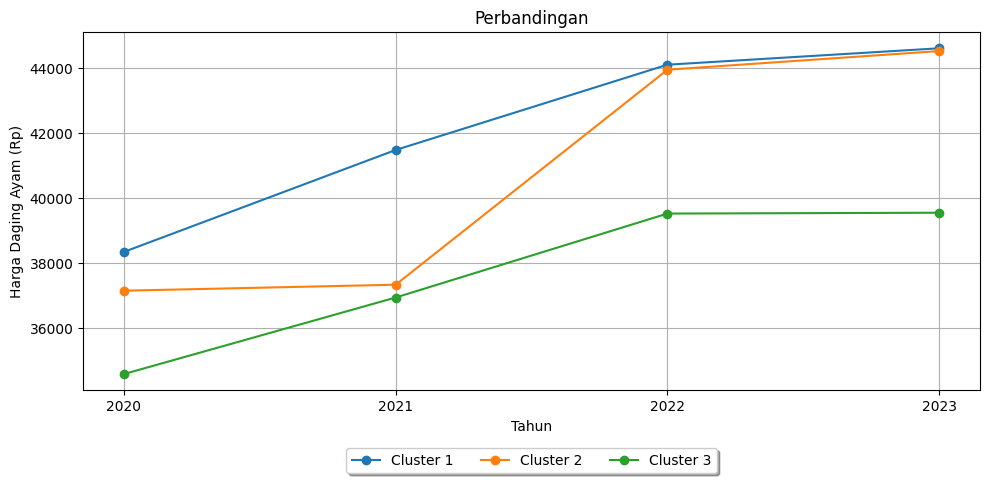 Perbandingan
Harga Daging Ayam (Rp)
44000
42000
40000
38000
36000
2020 2021 2022 2023
Tahun
Cluster 1 Cluster 2 Cluster 3